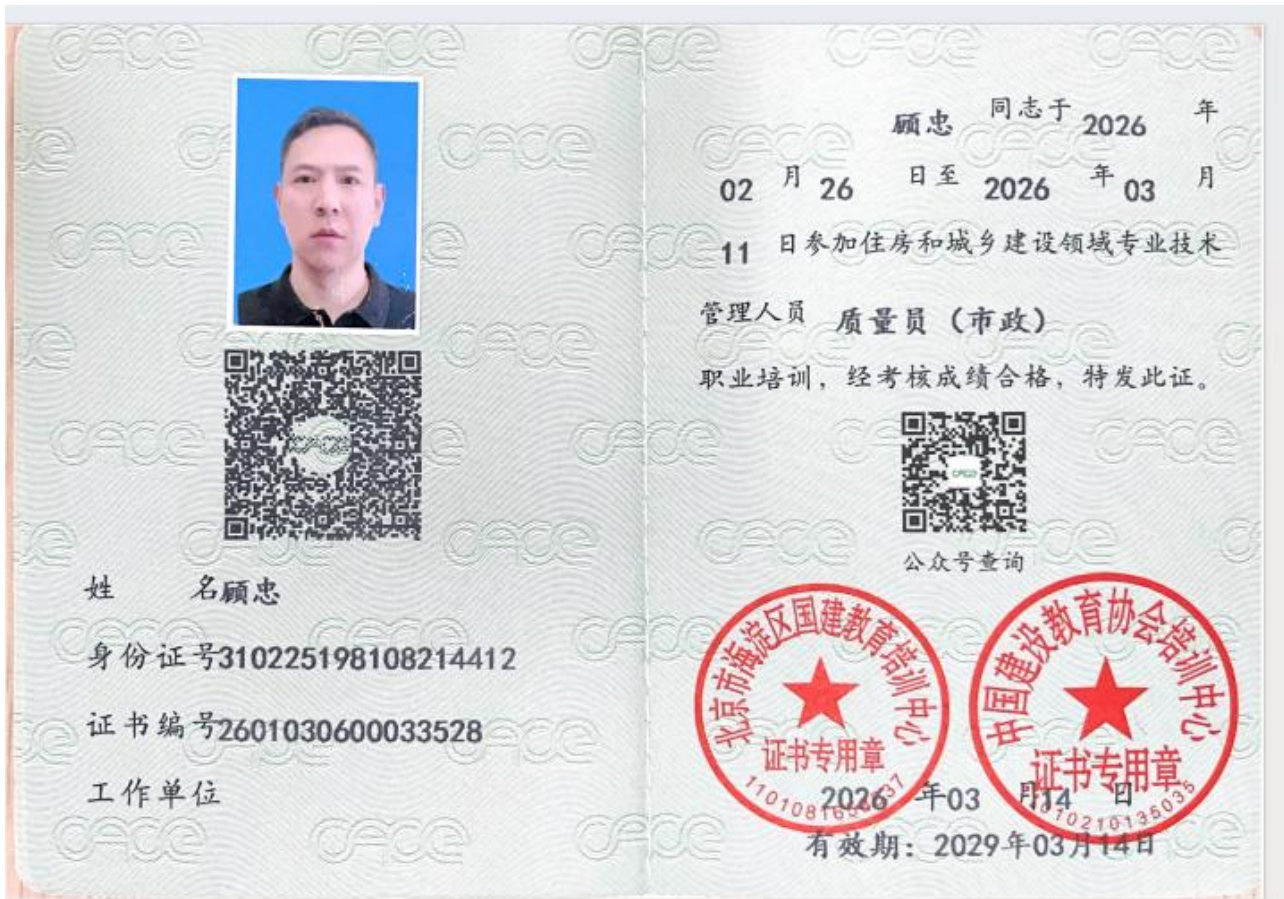 姓 名顾忠
身份证号310225198108214412
证书编号2601030600033528
工作单位
顾忠 同志于 2026 年
02 月 26 日至 2026 年 03 月
11 日参加住房和城乡建设领域专业技术
管理人员 质量员（市政）
职业培训，经考核成绩合格，特发此证。
公众号查询
北京市海淀区国建教育培训中心
证书专用章
中国建设教育协会培训中心
证书专用章
2026 年03 月14 日
有效期：2029年03月14日